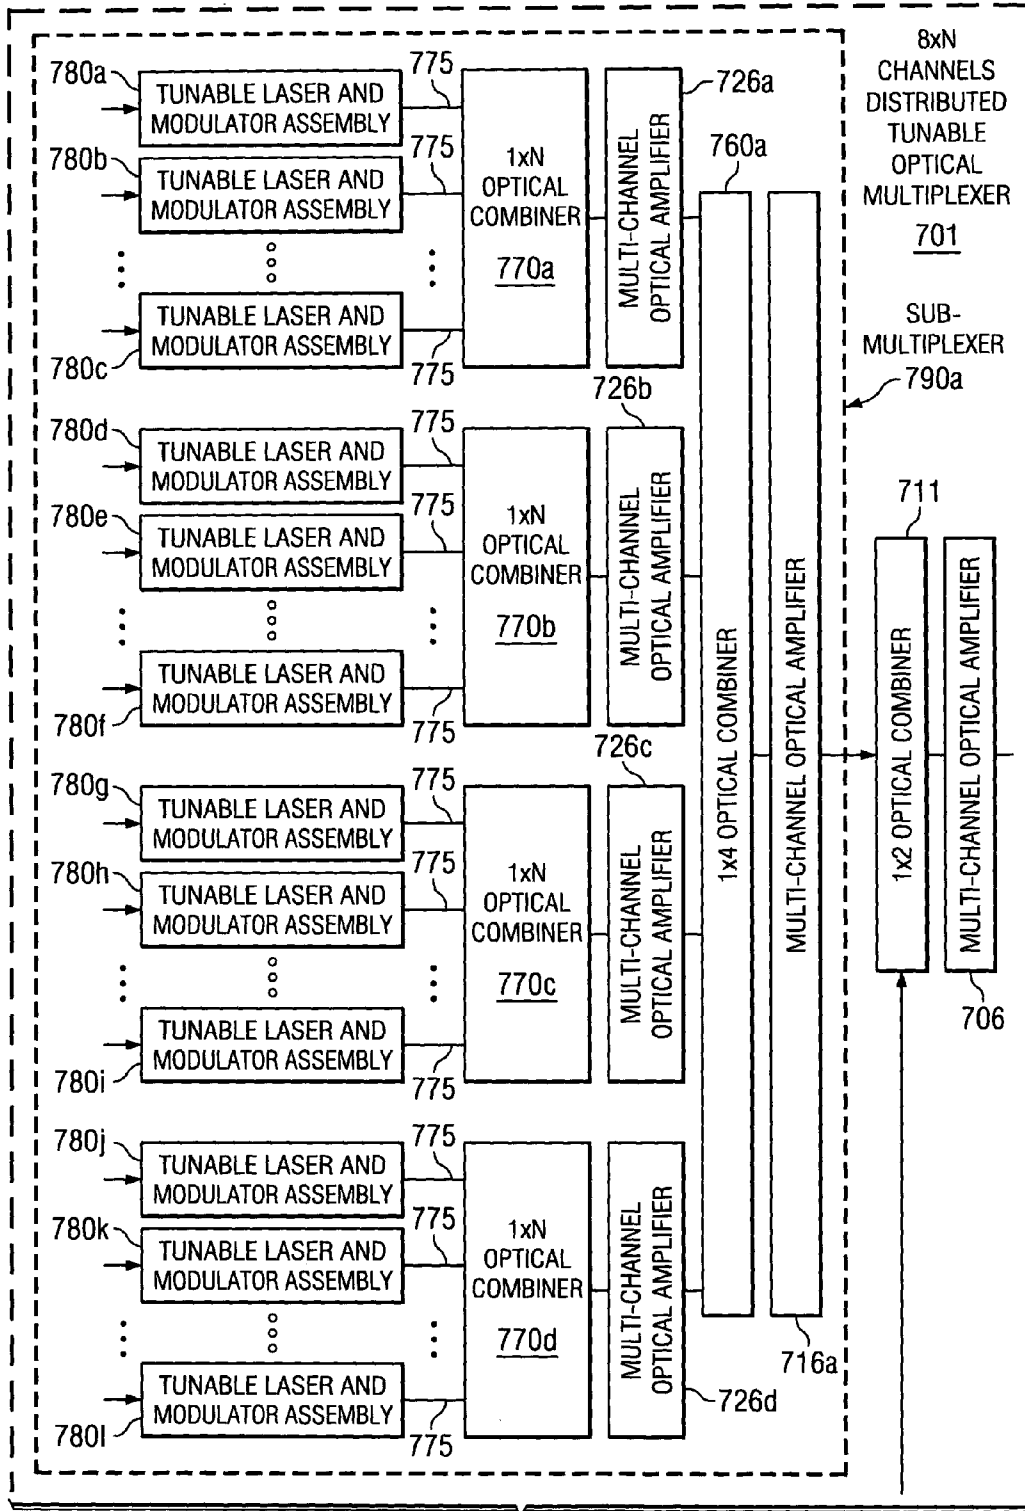 780a
TUNABLE LASER AND
MODULATOR ASSEMBLY
775
780b
TUNABLE LASER AND
MODULATOR ASSEMBLY
775
TUNABLE LASER AND
MODULATOR ASSEMBLY
780c
775
1xN
OPTICAL
COMBINER
770a
MULTI-CHANNEL
OPTICAL AMPLIFIER
726a
760a
8xN
CHANNELS
DISTRIBUTED
TUNABLE
OPTICAL
MULTIPLEXER
701
SUB-
MULTIPLEXER
790a
780d
TUNABLE LASER AND
MODULATOR ASSEMBLY
775
780e
TUNABLE LASER AND
MODULATOR ASSEMBLY
775
TUNABLE LASER AND
MODULATOR ASSEMBLY
780f
775
1xN
OPTICAL
COMBINER
770b
726b
MULTI-CHANNEL
OPTICAL AMPLIFIER
780g
TUNABLE LASER AND
MODULATOR ASSEMBLY
775
780h
TUNABLE LASER AND
MODULATOR ASSEMBLY
775
TUNABLE LASER AND
MODULATOR ASSEMBLY
780i
775
1xN
OPTICAL
COMBINER
770c
726c
MULTI-CHANNEL
OPTICAL AMPLIFIER
780j
TUNABLE LASER AND
MODULATOR ASSEMBLY
775
780k
TUNABLE LASER AND
MODULATOR ASSEMBLY
775
TUNABLE LASER AND
MODULATOR ASSEMBLY
780l
775
1xN
OPTICAL
COMBINER
770d
MULTI-CHANNEL
OPTICAL AMPLIFIER
726d
1x4 OPTICAL COMBINER
MULTI-CHANNEL OPTICAL AMPLIFIER
716a
711
1x2 OPTICAL COMBINER
MULTI-CHANNEL OPTICAL AMPLIFIER
706